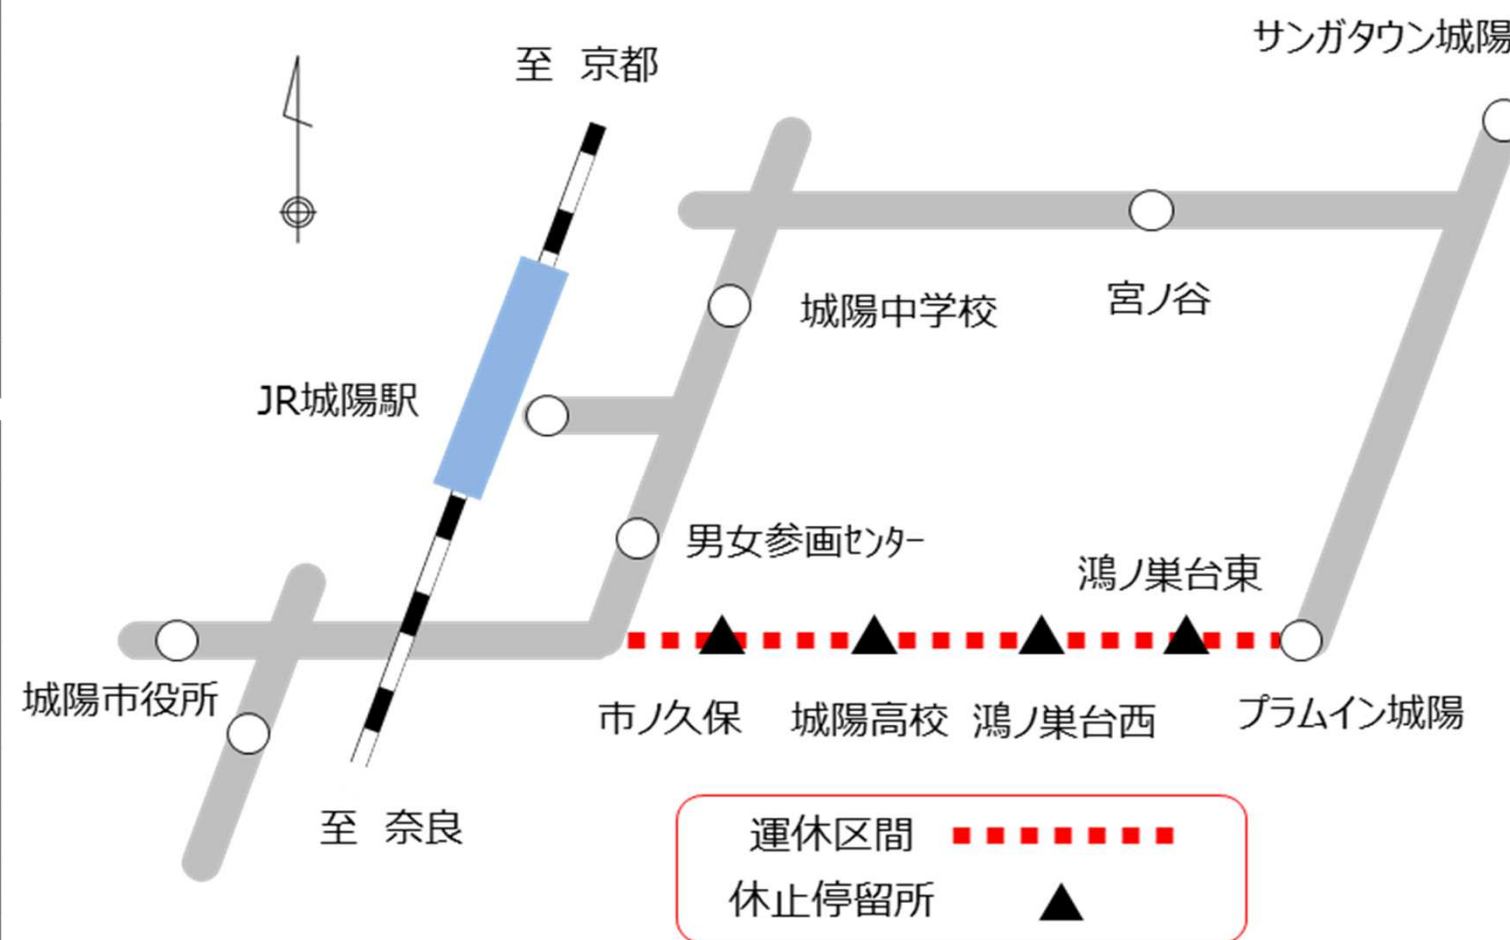 サンガタウン城陽
至 京都
城陽中学校
宮ノ谷
JR城陽駅
男女参画ｾﾝﾀｰ
鴻ノ巣台東
城陽市役所
市ノ久保
城陽高校
鴻ノ巣台西
プラムイン城陽
至 奈良
運休区間
休止停留所